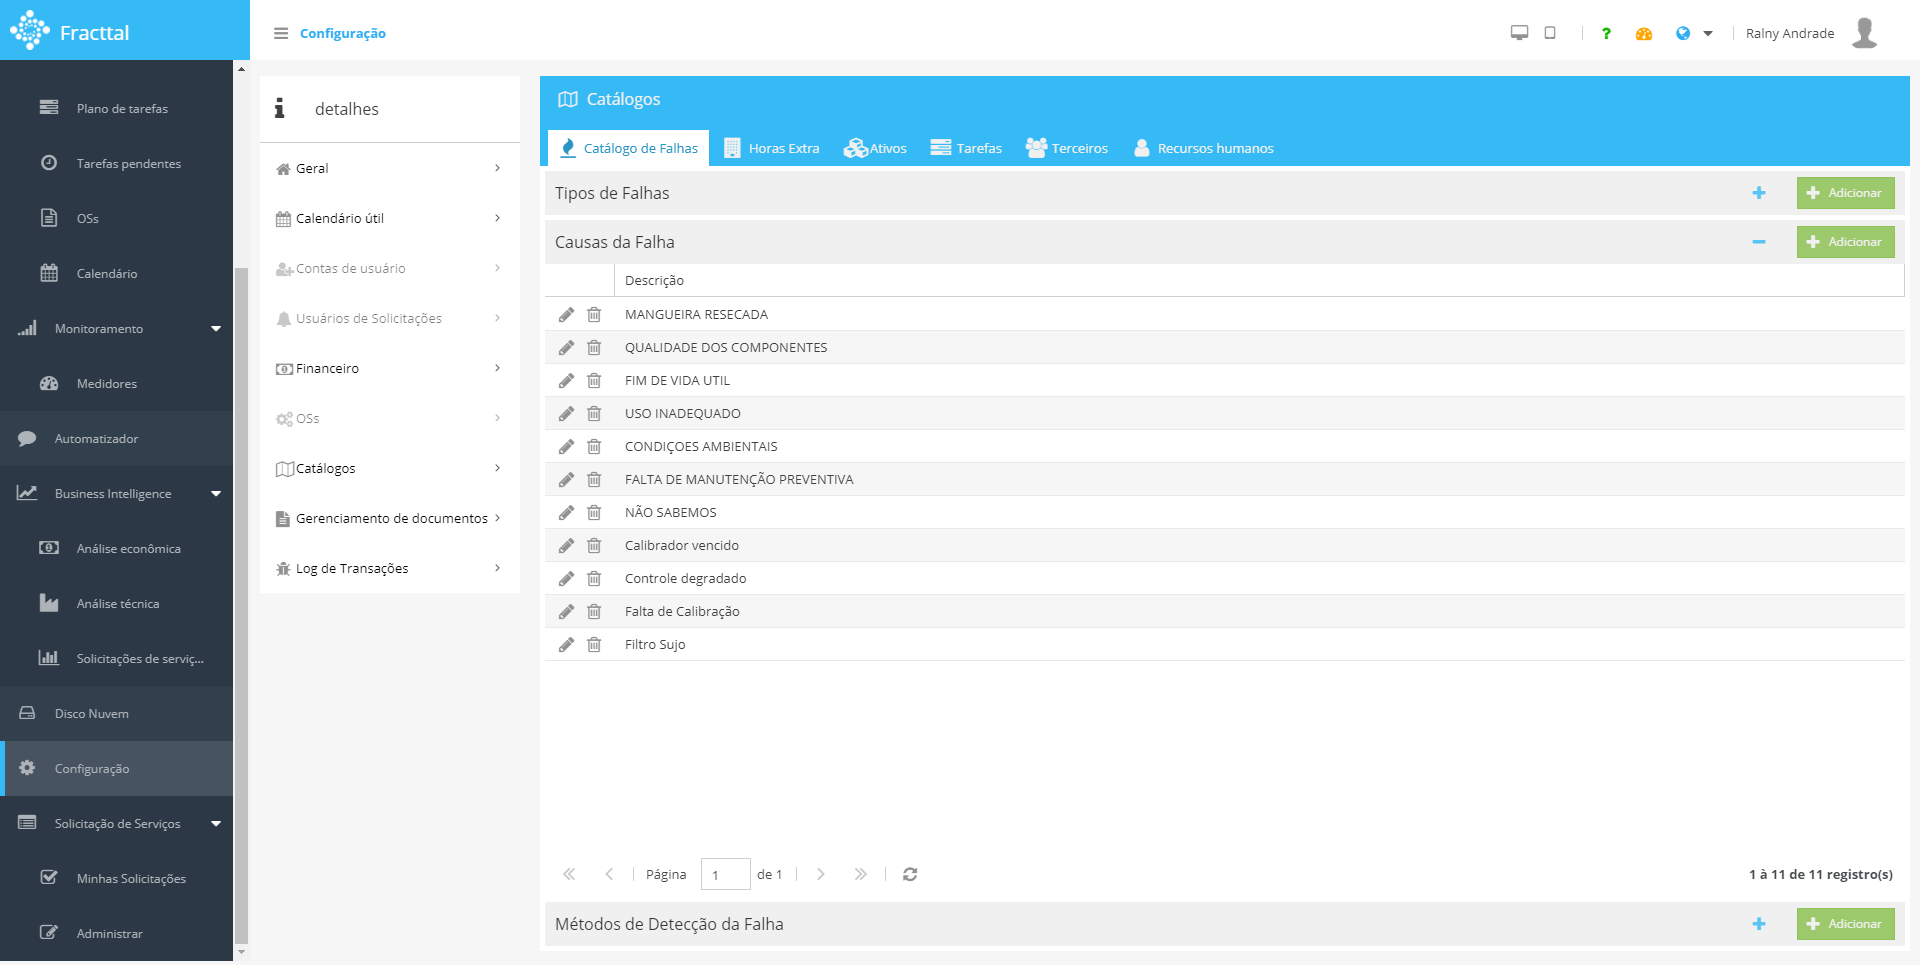 Fracttal
Configuração
?
Ralny Andrade
Plano de tarefas
Tarefas pendentes
OSs
Calendário
Monitoramento
Medidores
Automatizador
Business Intelligence
Análise econômica
Análise técnica
Solicitações de serviç...
Disco Nuvem
Configuração
Solicitação de Serviços
Minhas Solicitações
Administrar
detalhes
Geral
Calendário útil
Contas de usuário
Usuários de Solicitações
Financeiro
OSs
Catálogos
Gerenciamento de documentos
Log de Transações
Catálogos
Catálogo de Falhas
Horas Extra
Ativos
Tarefas
Terceiros
Recursos humanos
Tipos de Falhas
Adicionar
Causas da Falha
Adicionar
Descrição
MANGUEIRA RESECADA
QUALIDADE DOS COMPONENTES
FIM DE VIDA UTIL
USO INADEQUADO
CONDIÇOES AMBIENTAIS
FALTA DE MANUTENÇÃO PREVENTIVA
NÃO SABEMOS
Calibrador vencido
Controle degradado
Falta de Calibração
Filtro Sujo
Página 1 de 1
1 à 11 de 11 registro(s)
Métodos de Detecção da Falha
Adicionar